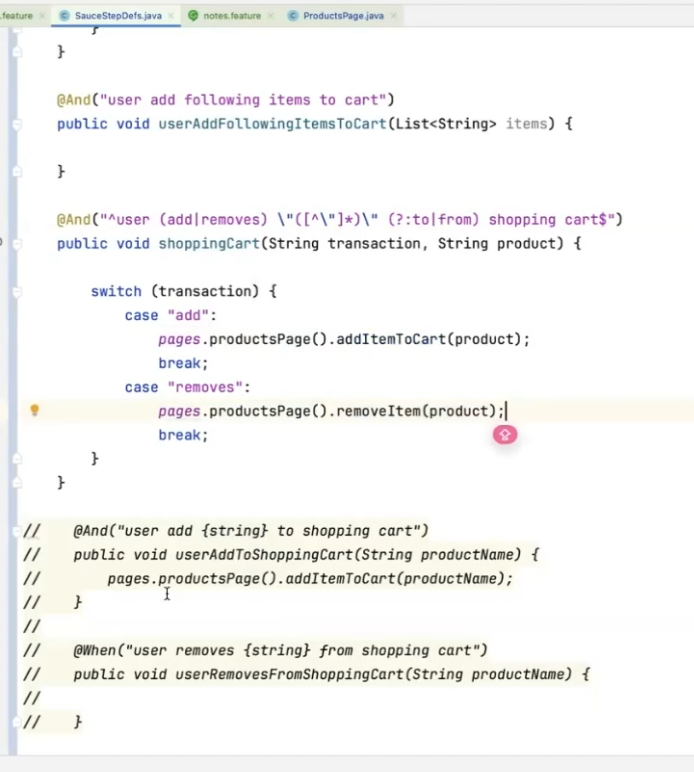 .feature SauceStepDefs.java notes.feature ProductsPage.java
}
}
@And("user add following items to cart")
public void userAddFollowingItemsToCart(List<String> items) {
}
@And("^user (add|removes) \"([^\"]*)\" (?:to|from) shopping cart$")
public void shoppingCart(String transaction, String product) {
switch (transaction) {
case "add":
pages.productsPage().addItemToCart(product);
break;
case "removes":
pages.productsPage().removeItem(product);
break;
}
}
// @And("user add {string} to shopping cart")
// public void userAddToShoppingCart(String productName) {
// pages.productsPage().addItemToCart(productName);
// }
//
// @When("user removes {string} from shopping cart")
// public void userRemovesFromShoppingCart(String productName) {
//
// }